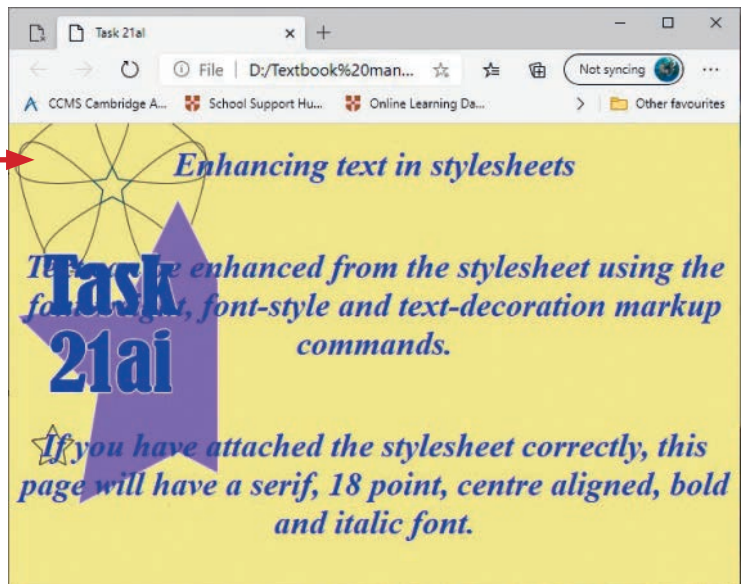 Task 21aI
File D:/Textbook%20man... Not syncing
CCMS Cambridge A... School Support Hu... Online Learning Da... Other favourites
Enhancing text in stylesheets
enhanced from the stylesheet using the
font-style and text-decoration markup
commands.
Task
21ai
If you have attached the stylesheet correctly, this
page will have a serif, 18 point, centre aligned, bold
and italic font.